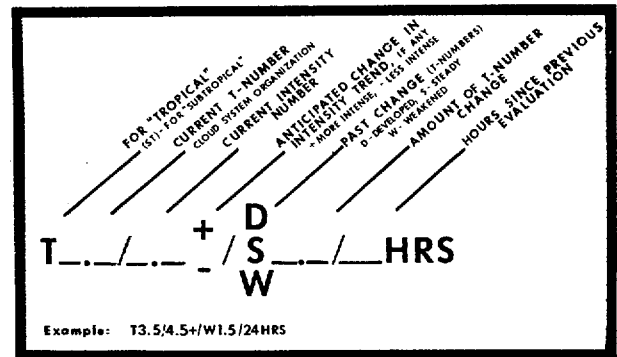 FOR "TROPICAL"
(ST)- FOR "SUBTROPICAL"
CURRENT T-NUMBER
CLOUD SYSTEM ORGANIZATION
CURRENT INTENSITY
NUMBER
ANTICIPATED CHANGE IN
INTENSITY TREND, IF ANY
+ MORE INTENSE, - LESS INTENSE
PAST CHANGE (T-NUMBERS)
D - DEVELOPED, S - STEADY
W - WEAKENED
AMOUNT OF T-NUMBER
CHANGE
HOURS SINCE PREVIOUS
EVALUATION
T_._/_._ + - / D S W _._/__HRS
Example: T3.5/4.5+/W1.5/24HRS